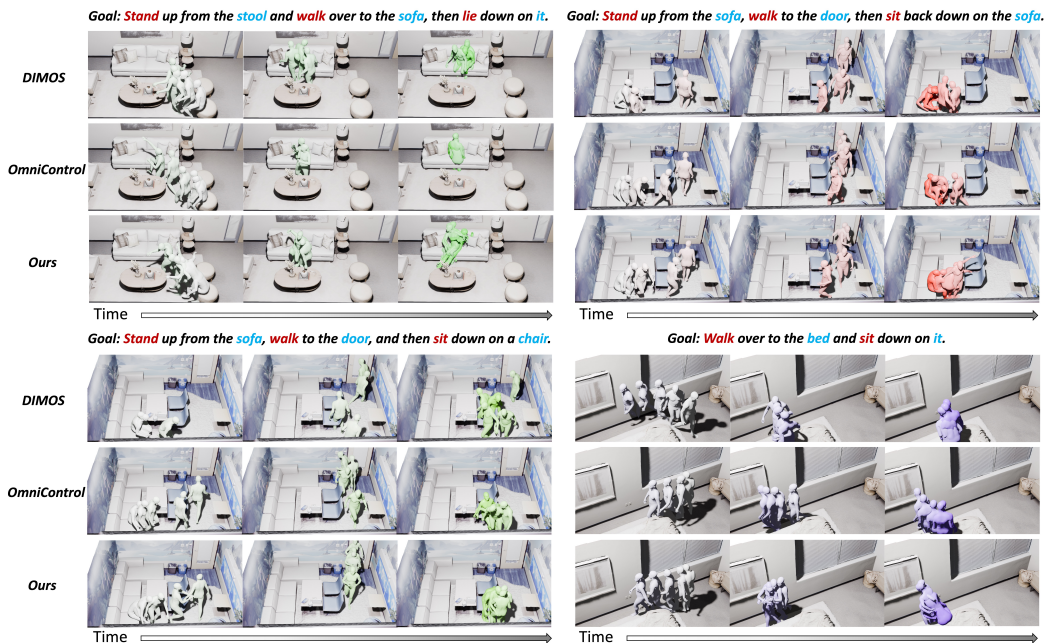 Goal: Stand up from the stool and walk over to the sofa, then lie down on it.
DIMOS
OmniControl
Ours
Time
Goal: Stand up from the sofa, walk to the door, then sit back down on the sofa.
Time
Goal: Stand up from the sofa, walk to the door, and then sit down on a chair.
DIMOS
OmniControl
Ours
Time
Goal: Walk over to the bed and sit down on it.
Time